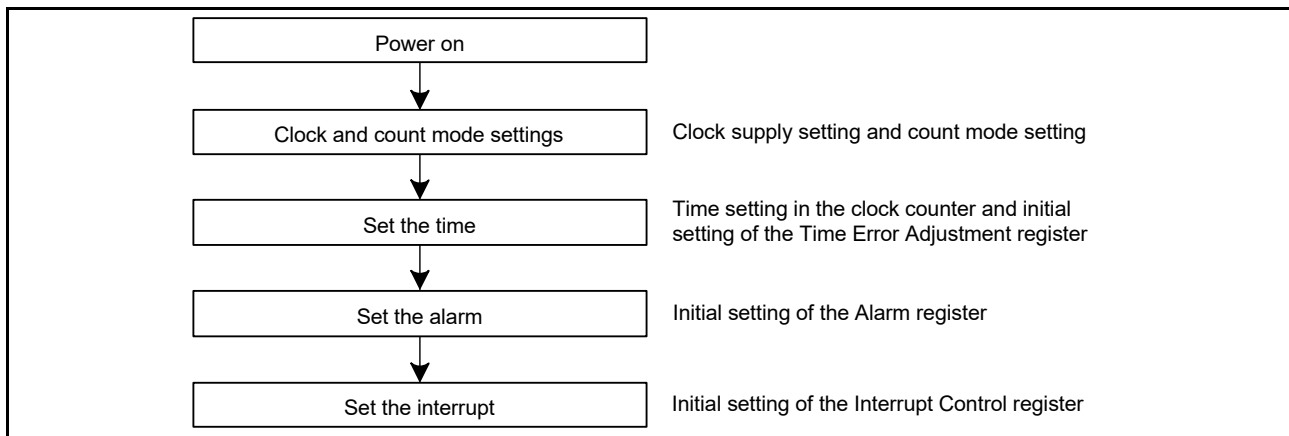 Power on
Clock and count mode settings
Clock supply setting and count mode setting
Set the time
Time setting in the clock counter and initial
setting of the Time Error Adjustment register
Set the alarm
Initial setting of the Alarm register
Set the interrupt
Initial setting of the Interrupt Control register